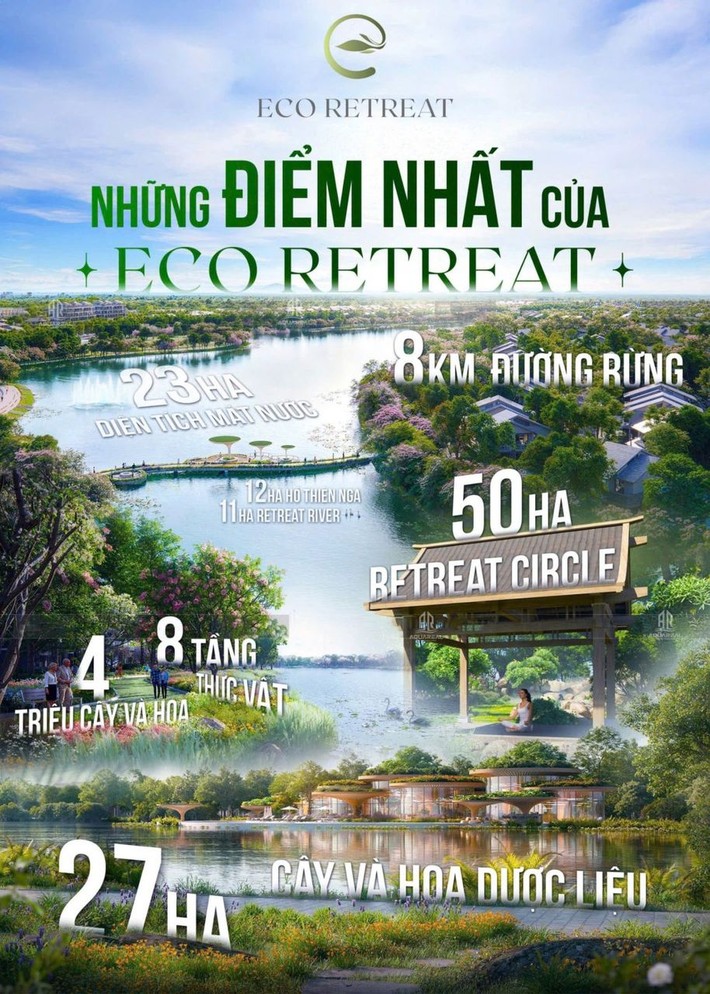 ECO RETREAT
NHỮNG ĐIỂM NHẤT CỦA
ECO RETREAT
8KM ĐƯỜNG RỪNG
23HA
DIỆN TÍCH MẶT NƯỚC
12HA HỒ THIÊN NGA
11HA RETREAT RIVER
50HA
RETREAT CIRCLE
4
TRIỆU CÂY VÀ HOA
8 TẦNG
THỰC VẬT
27HA
CÂY VÀ HOA DƯỢC LIỆU